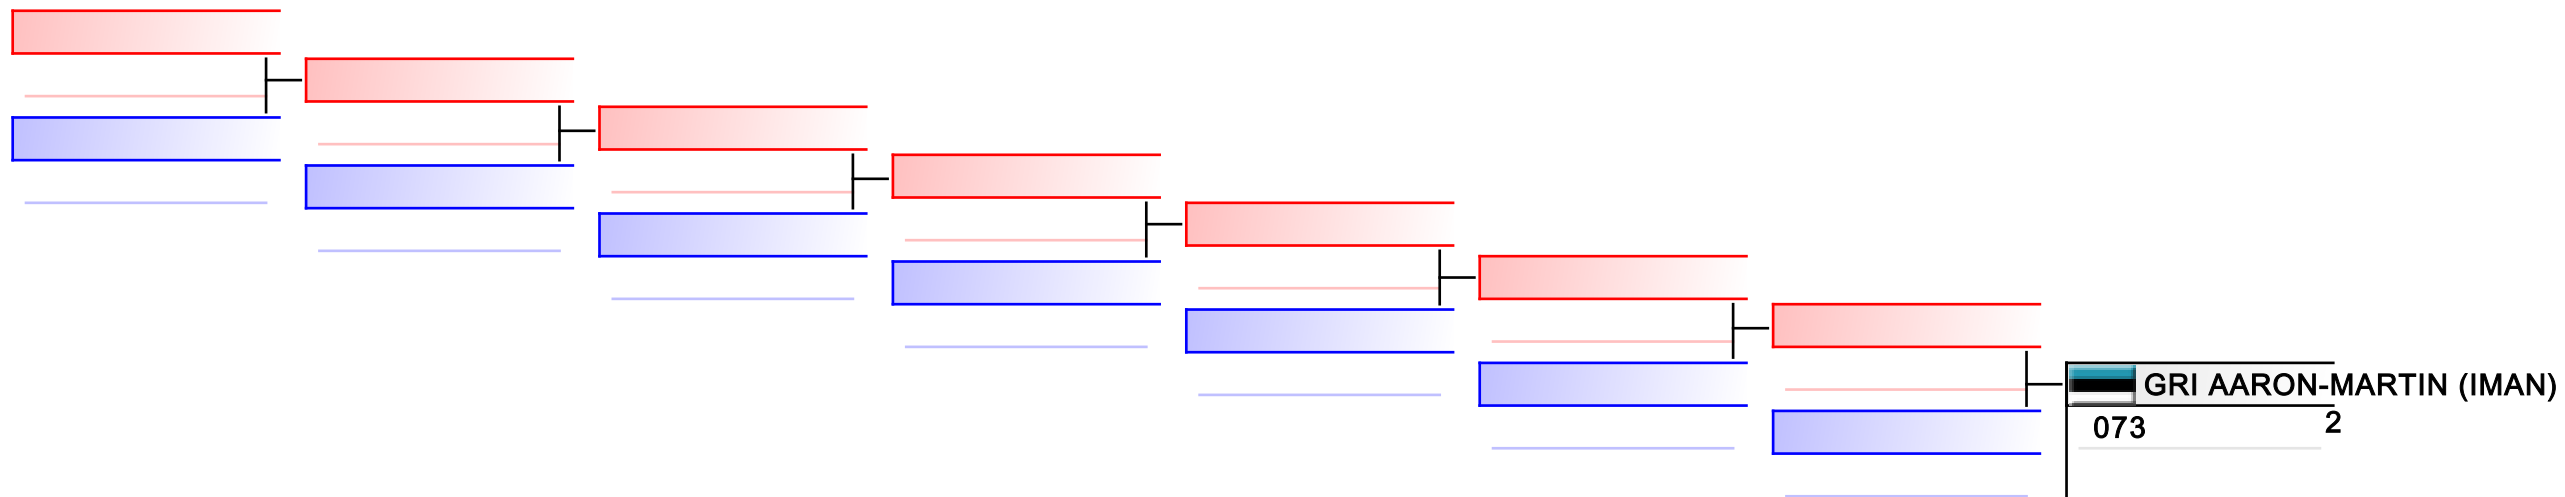 GRI AARON-MARTIN (IMAN)
073 2